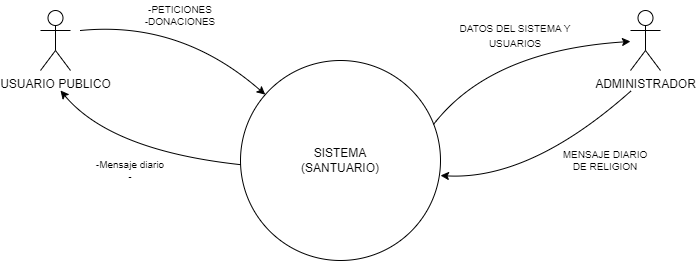 -PETICIONES
-DONACIONES
USUARIO PUBLICO
-Mensaje diario
-
SISTEMA
(SANTUARIO)
DATOS DEL SISTEMA Y
USUARIOS
ADMINISTRADOR
MENSAJE DIARIO
DE RELIGION